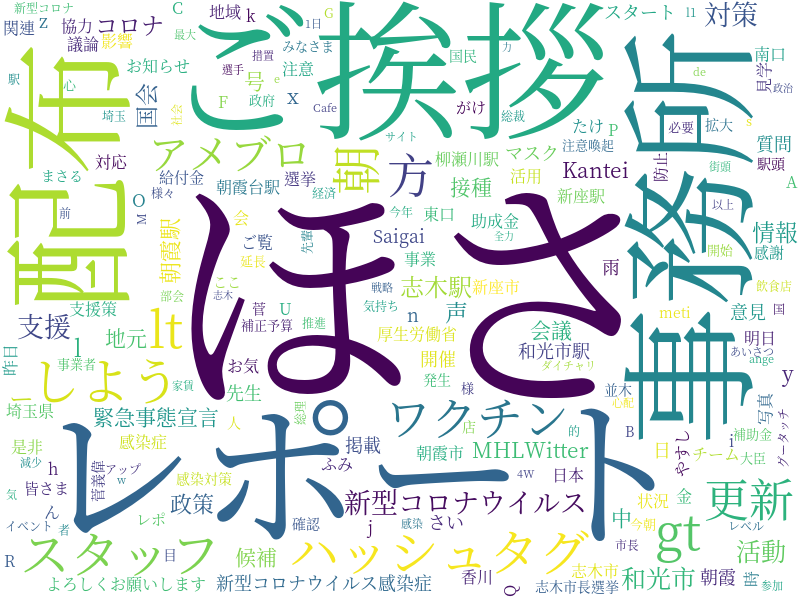 新型コロナ
C
地域
k
G
1日
みなさま
スタート
l1
対策
関連
z
協力
コロナ
議論
影響
最大
措置
国民
力
ご挨拶
所
南口
お知らせ
選手
注意
号
政府
F
x
Cafe
がけ
総裁
サイト
de
見学
政治
駅
心
埼玉
社会
国会
布
e
s
たけ
P
注意喚起
必要
拡大
質問
まさる
対応
アメブロ
朝
方
柳瀬川駅
マスク
Kantei
防止
街頭
駅頭
様々
給付金
朝霞台駅
選挙
接種
活用
新座駅
A
配
前
O
M
朝霞駅
会
経済
今年
東口
助成金
全力
務
以上
情報
感謝
ご覧
先輩
Saigai
事業
雨
開始
延長
ここ
部会
志木
戦略
気持ち
志木駅
新座市
飲食店
支援策
ほさ
菅
U
補正予算
推進
n
声
meti
国
支援
l
地元
lt
厚生労働省
会議
意見
明日
あいさつ
ange
昨日
事業者
しよう
家賃
お気
先生
開催
発生
様
和光市駅
ダイチャリ
事
y
埼玉県
緊急事態宣言
人
総理
レポート
ワクチン
店
的
並木
心配
B
写真
グータッチ
補助金
是非
感染症
掲載
ふみ
朝霞市
MHLWitter
日
チーム
やすし
i
大臣
減少
h
菅義偉
アップ
w
感染対策
4W
日本
状況
気
皆さま
ん
政策
新型コロナウイルス
金
更新
レベル
イベント
者
レポ
確認
感染
j
さい
中
今朝
市長
gt
R
スタッフ
目
候補
ハッシュタグ
志木市
活動
よろしくお願いします
新型コロナウイルス感染症
香川
Q
志木市長選挙
和光市
朝霞
時
参加